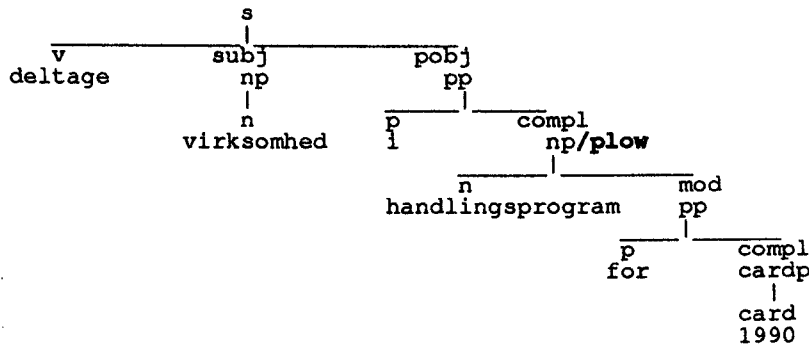 s
v subj pobj
deltage np pp
n p compl
virksomhed i np/plow
n mod
handlingsprogram pp
p compl
for cardp
card
1990